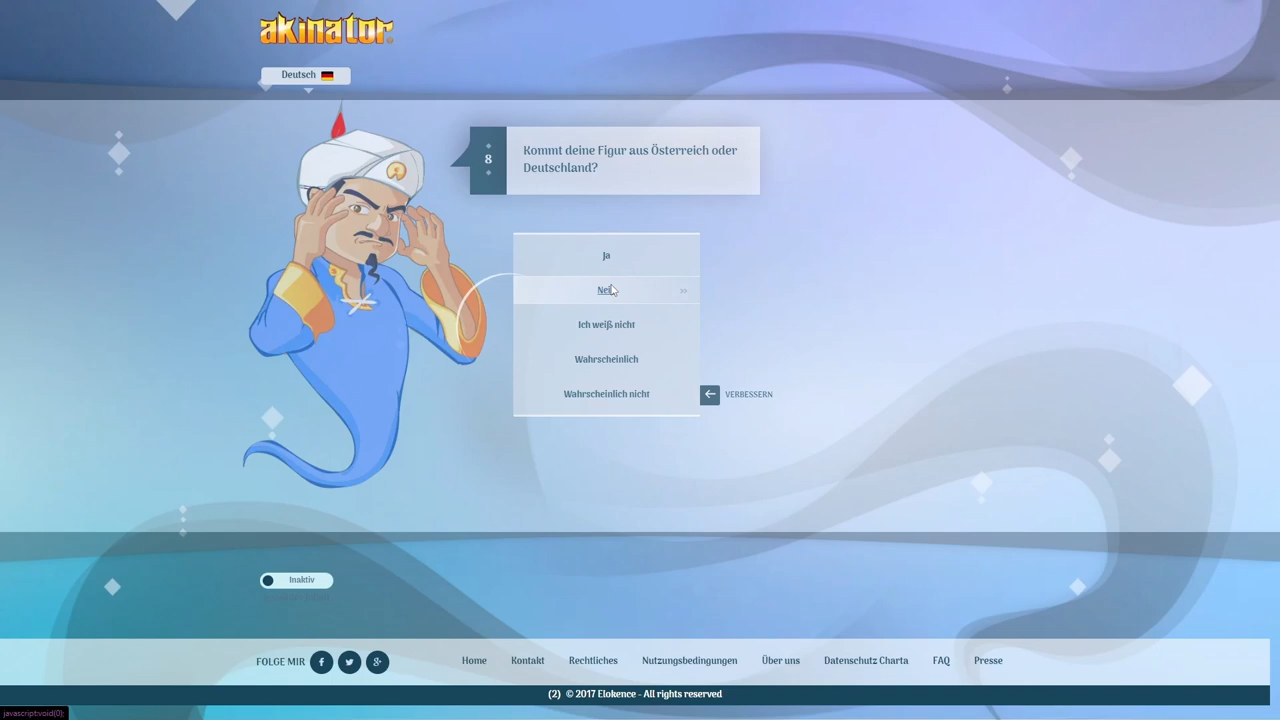 akinator
Deutsch
8
Kommt deine Figur aus Österreich oder
Deutschland?
Ja
Nein
Ich weiß nicht
Wahrscheinlich
Wahrscheinlich nicht
VERBESSERN
Inaktiv
FOLGE MIR
Home Kontakt Rechtliches Nutzungsbedingungen Über uns Datenschutz Charta FAQ Presse
(2) © 2017 Elokence - All rights reserved
javascript:void(0);